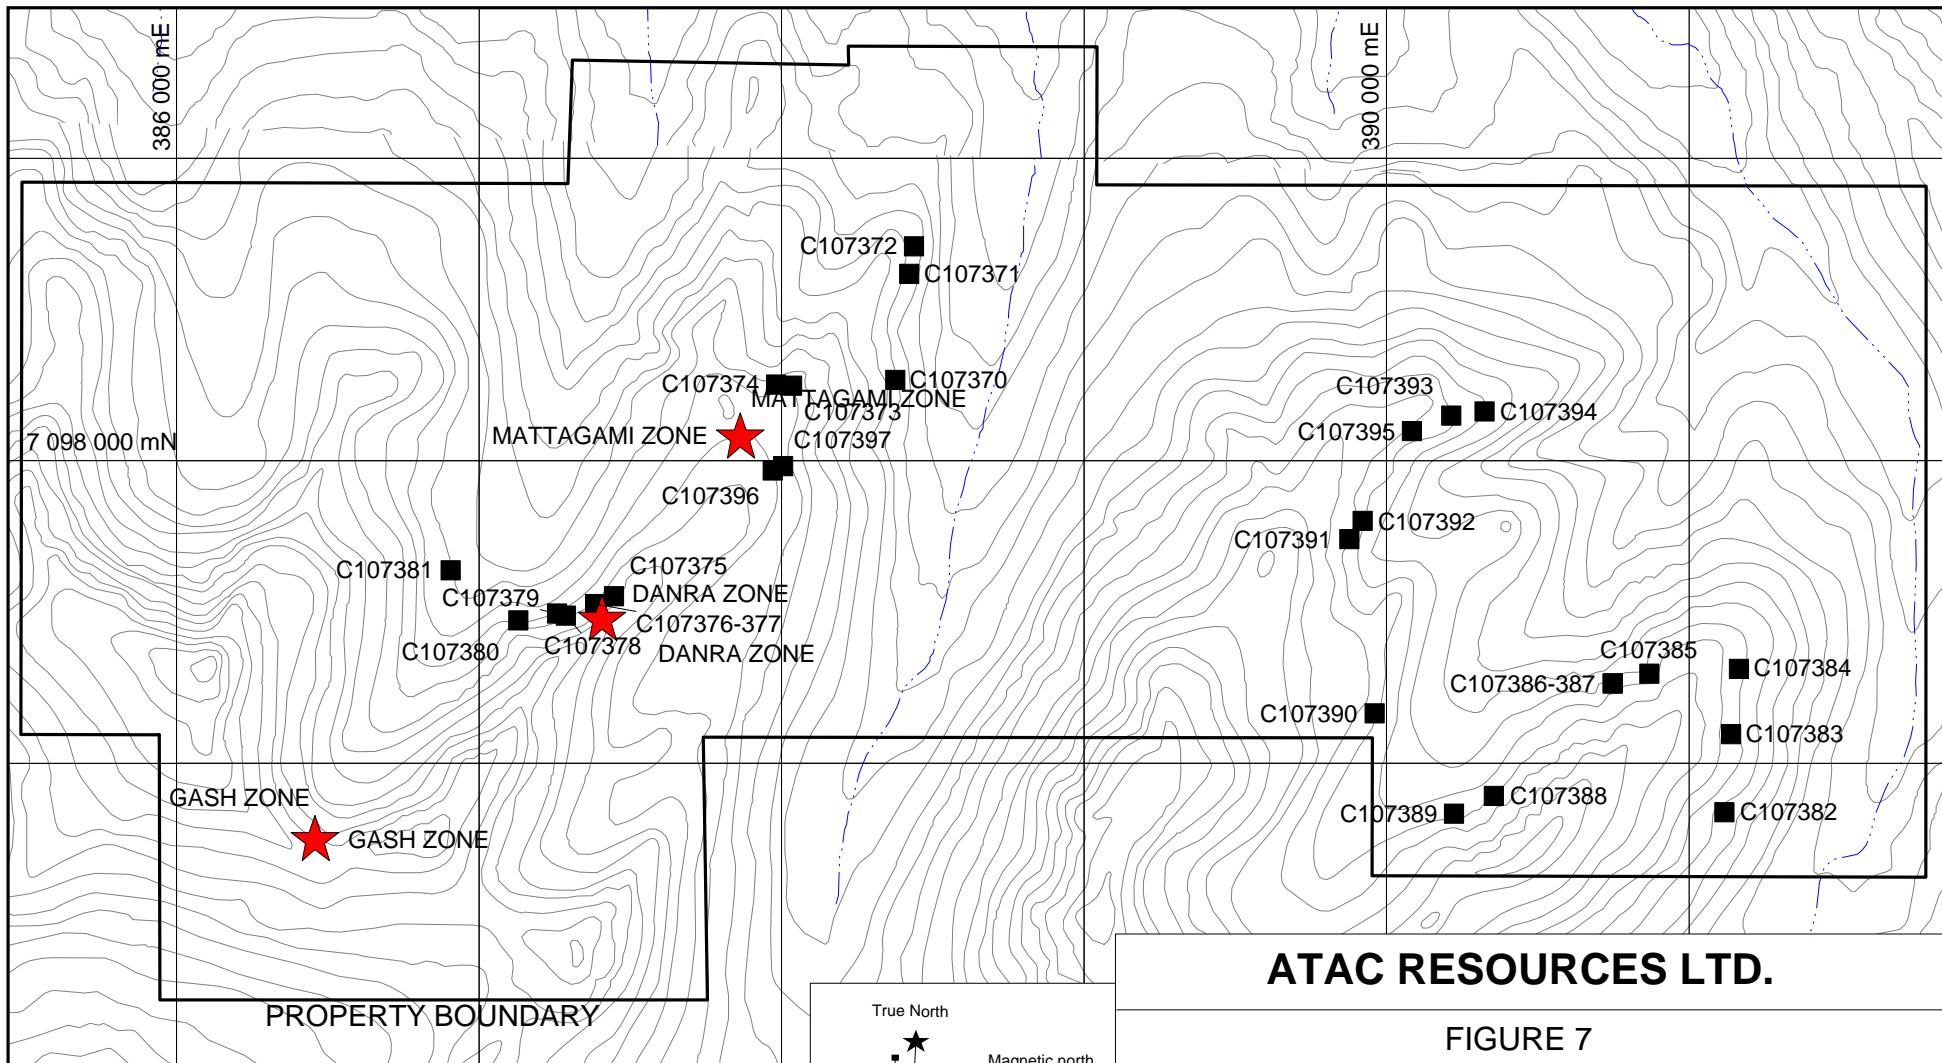 386 000 mE
390 000 mE
C107372
C107371
C107374
C107370
MATTAGAMI ZONE
C107373
C107393
C107394
C107395
7 098 000 mN
MATTAGAMI ZONE
C107397
C107396
C107392
C107391
C107381
C107375
C107379
DANRA ZONE
C107376-377
C107380
C107378
DANRA ZONE
C107385
C107384
C107386-387
C107390
C107383
GASH ZONE
C107388
C107389
C107382
GASH ZONE
PROPERTY BOUNDARY
True North
Magnetic north
ATAC RESOURCES LTD.
FIGURE 7